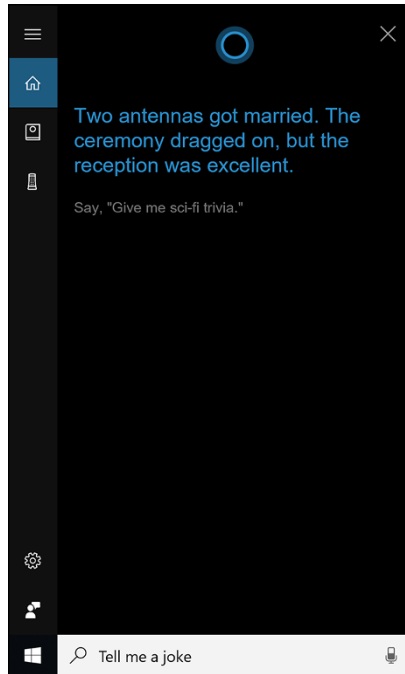 Two antennas got married. The
ceremony dragged on, but the
reception was excellent.
Say, "Give me sci-fi trivia."
Tell me a joke